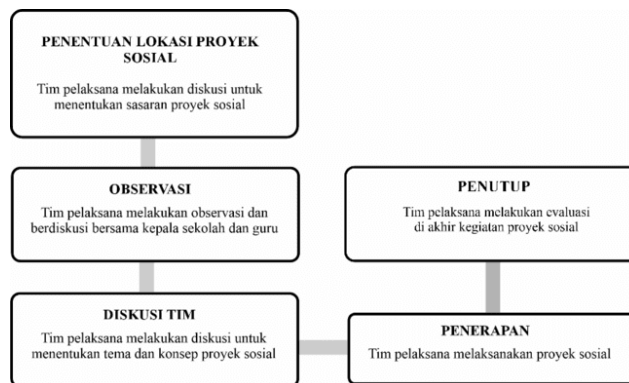 PENENTUAN LOKASI PROYEK
SOSIAL
Tim pelaksana melakukan diskusi untuk
menentukan sasaran proyek sosial
OBSERVASI
Tim pelaksana melakukan observasi dan
berdiskusi bersama kepala sekolah dan guru
DISKUSI TIM
Tim pelaksana melakukan diskusi untuk
menentukan tema dan konsep proyek sosial
PENERAPAN
Tim pelaksana melaksanakan proyek sosial
PENUTUP
Tim pelaksana melakukan evaluasi
di akhir kegiatan proyek sosial